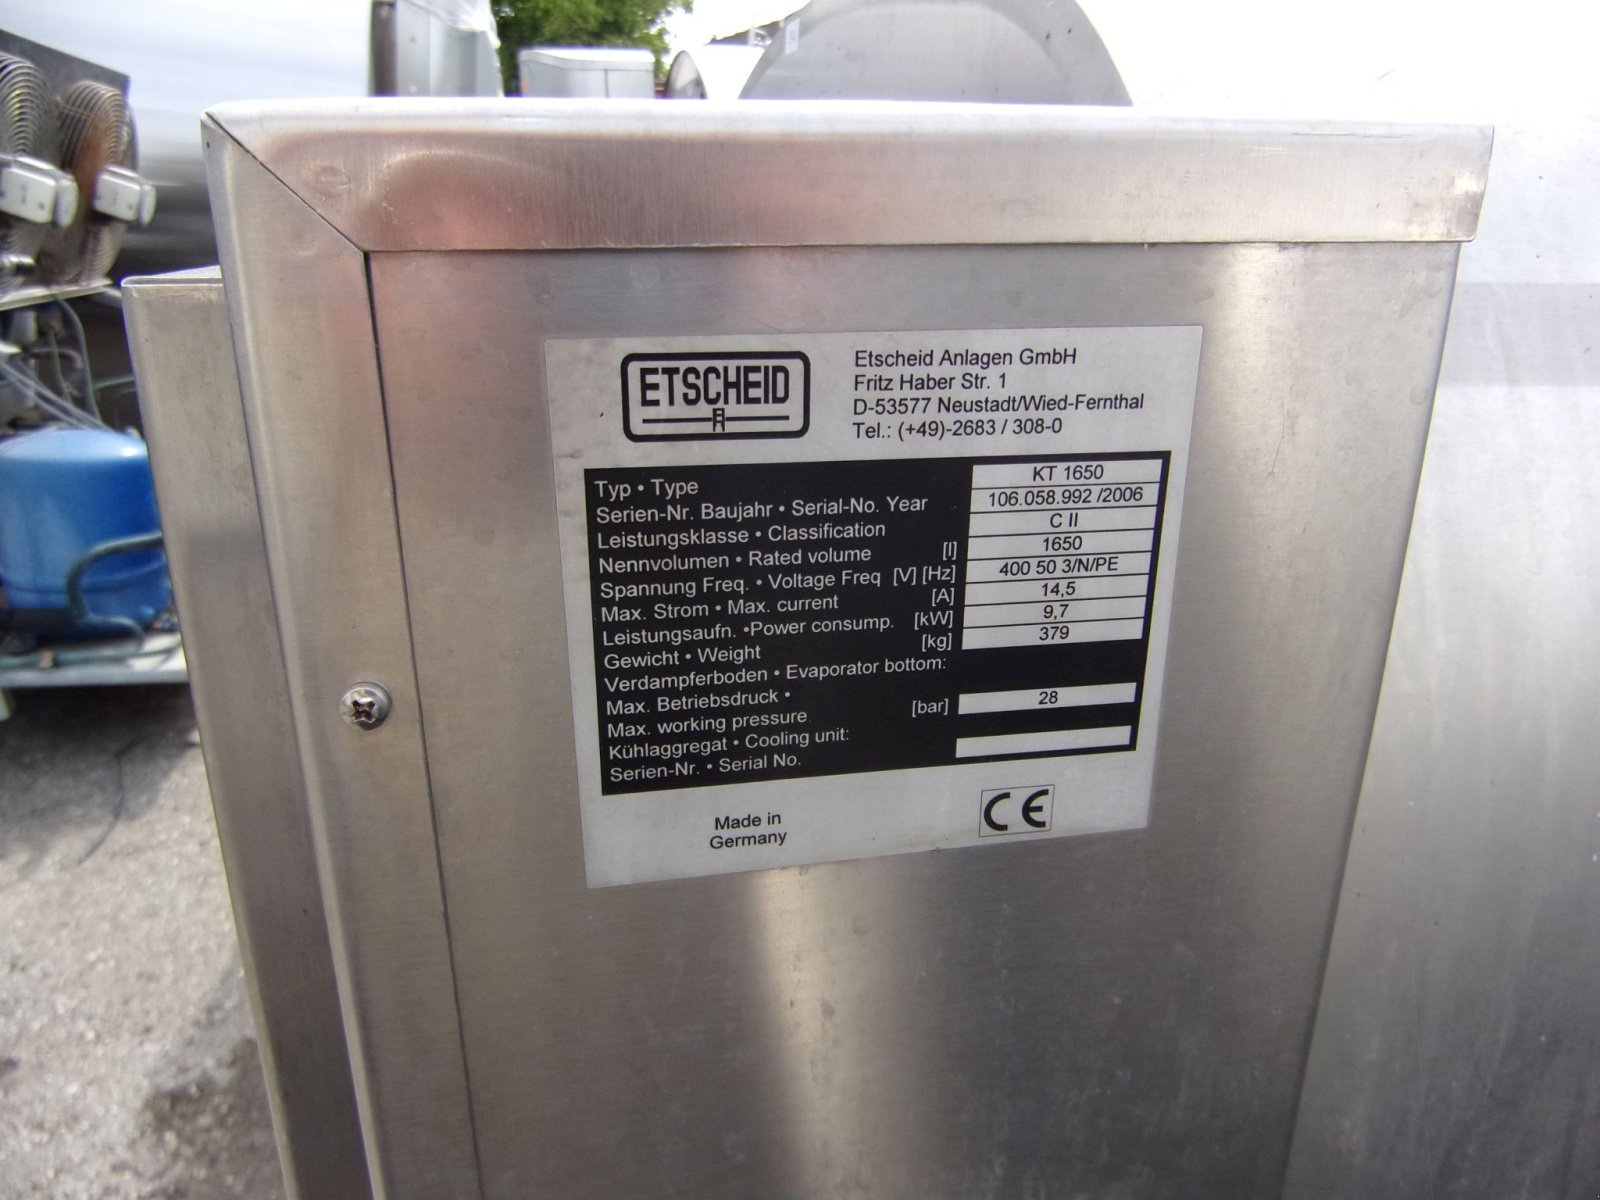 ETSCHEID
Etscheid Anlagen GmbH
Fritz Haber Str. 1
D-53577 Neustadt/Wied-Fernthal
Tel.: (+49)-2683 / 308-0
Typ • Type KT 1650
Serien-Nr. Baujahr • Serial-No. Year 106.058.992 /2006
Leistungsklasse • Classification C II
Nennvolumen • Rated volume [l] 1650
Spannung Freq. • Voltage Freq [V] [Hz] 400 50 3/N/PE
Max. Strom • Max. current [A] 14,5
Leistungsaufn. •Power consump. [kW] 9,7
Gewicht • Weight [kg] 379
Verdampferboden • Evaporator bottom:
Max. Betriebsdruck •
Max. working pressure [bar] 28
Kühlaggregat • Cooling unit:
Serien-Nr. • Serial No.
Made in
Germany
CE